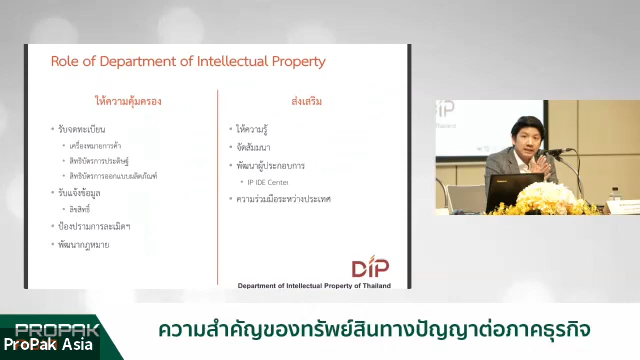 Role of Department of Intellectual Property
ให้ความคุ้มครอง
รับจดทะเบียน
เครื่องหมายการค้า
สิทธิบัตรการประดิษฐ์
สิทธิบัตรการออกแบบผลิตภัณฑ์
รับแจ้งข้อมูล
ลิขสิทธิ์
ป้องปรามการละเมิดฯ
พัฒนากฎหมาย
ส่งเสริม
ให้ความรู้
จัดสัมมนา
พัฒนาผู้ประกอบการ
IP IDE Center
ความร่วมมือระหว่างประเทศ
DIP
Department of Intellectual Property of Thailand
DIP
Thailand
PROPAK
ProPak Asia
ความสำคัญของทรัพย์สินทางปัญญาต่อภาคธุรกิจ